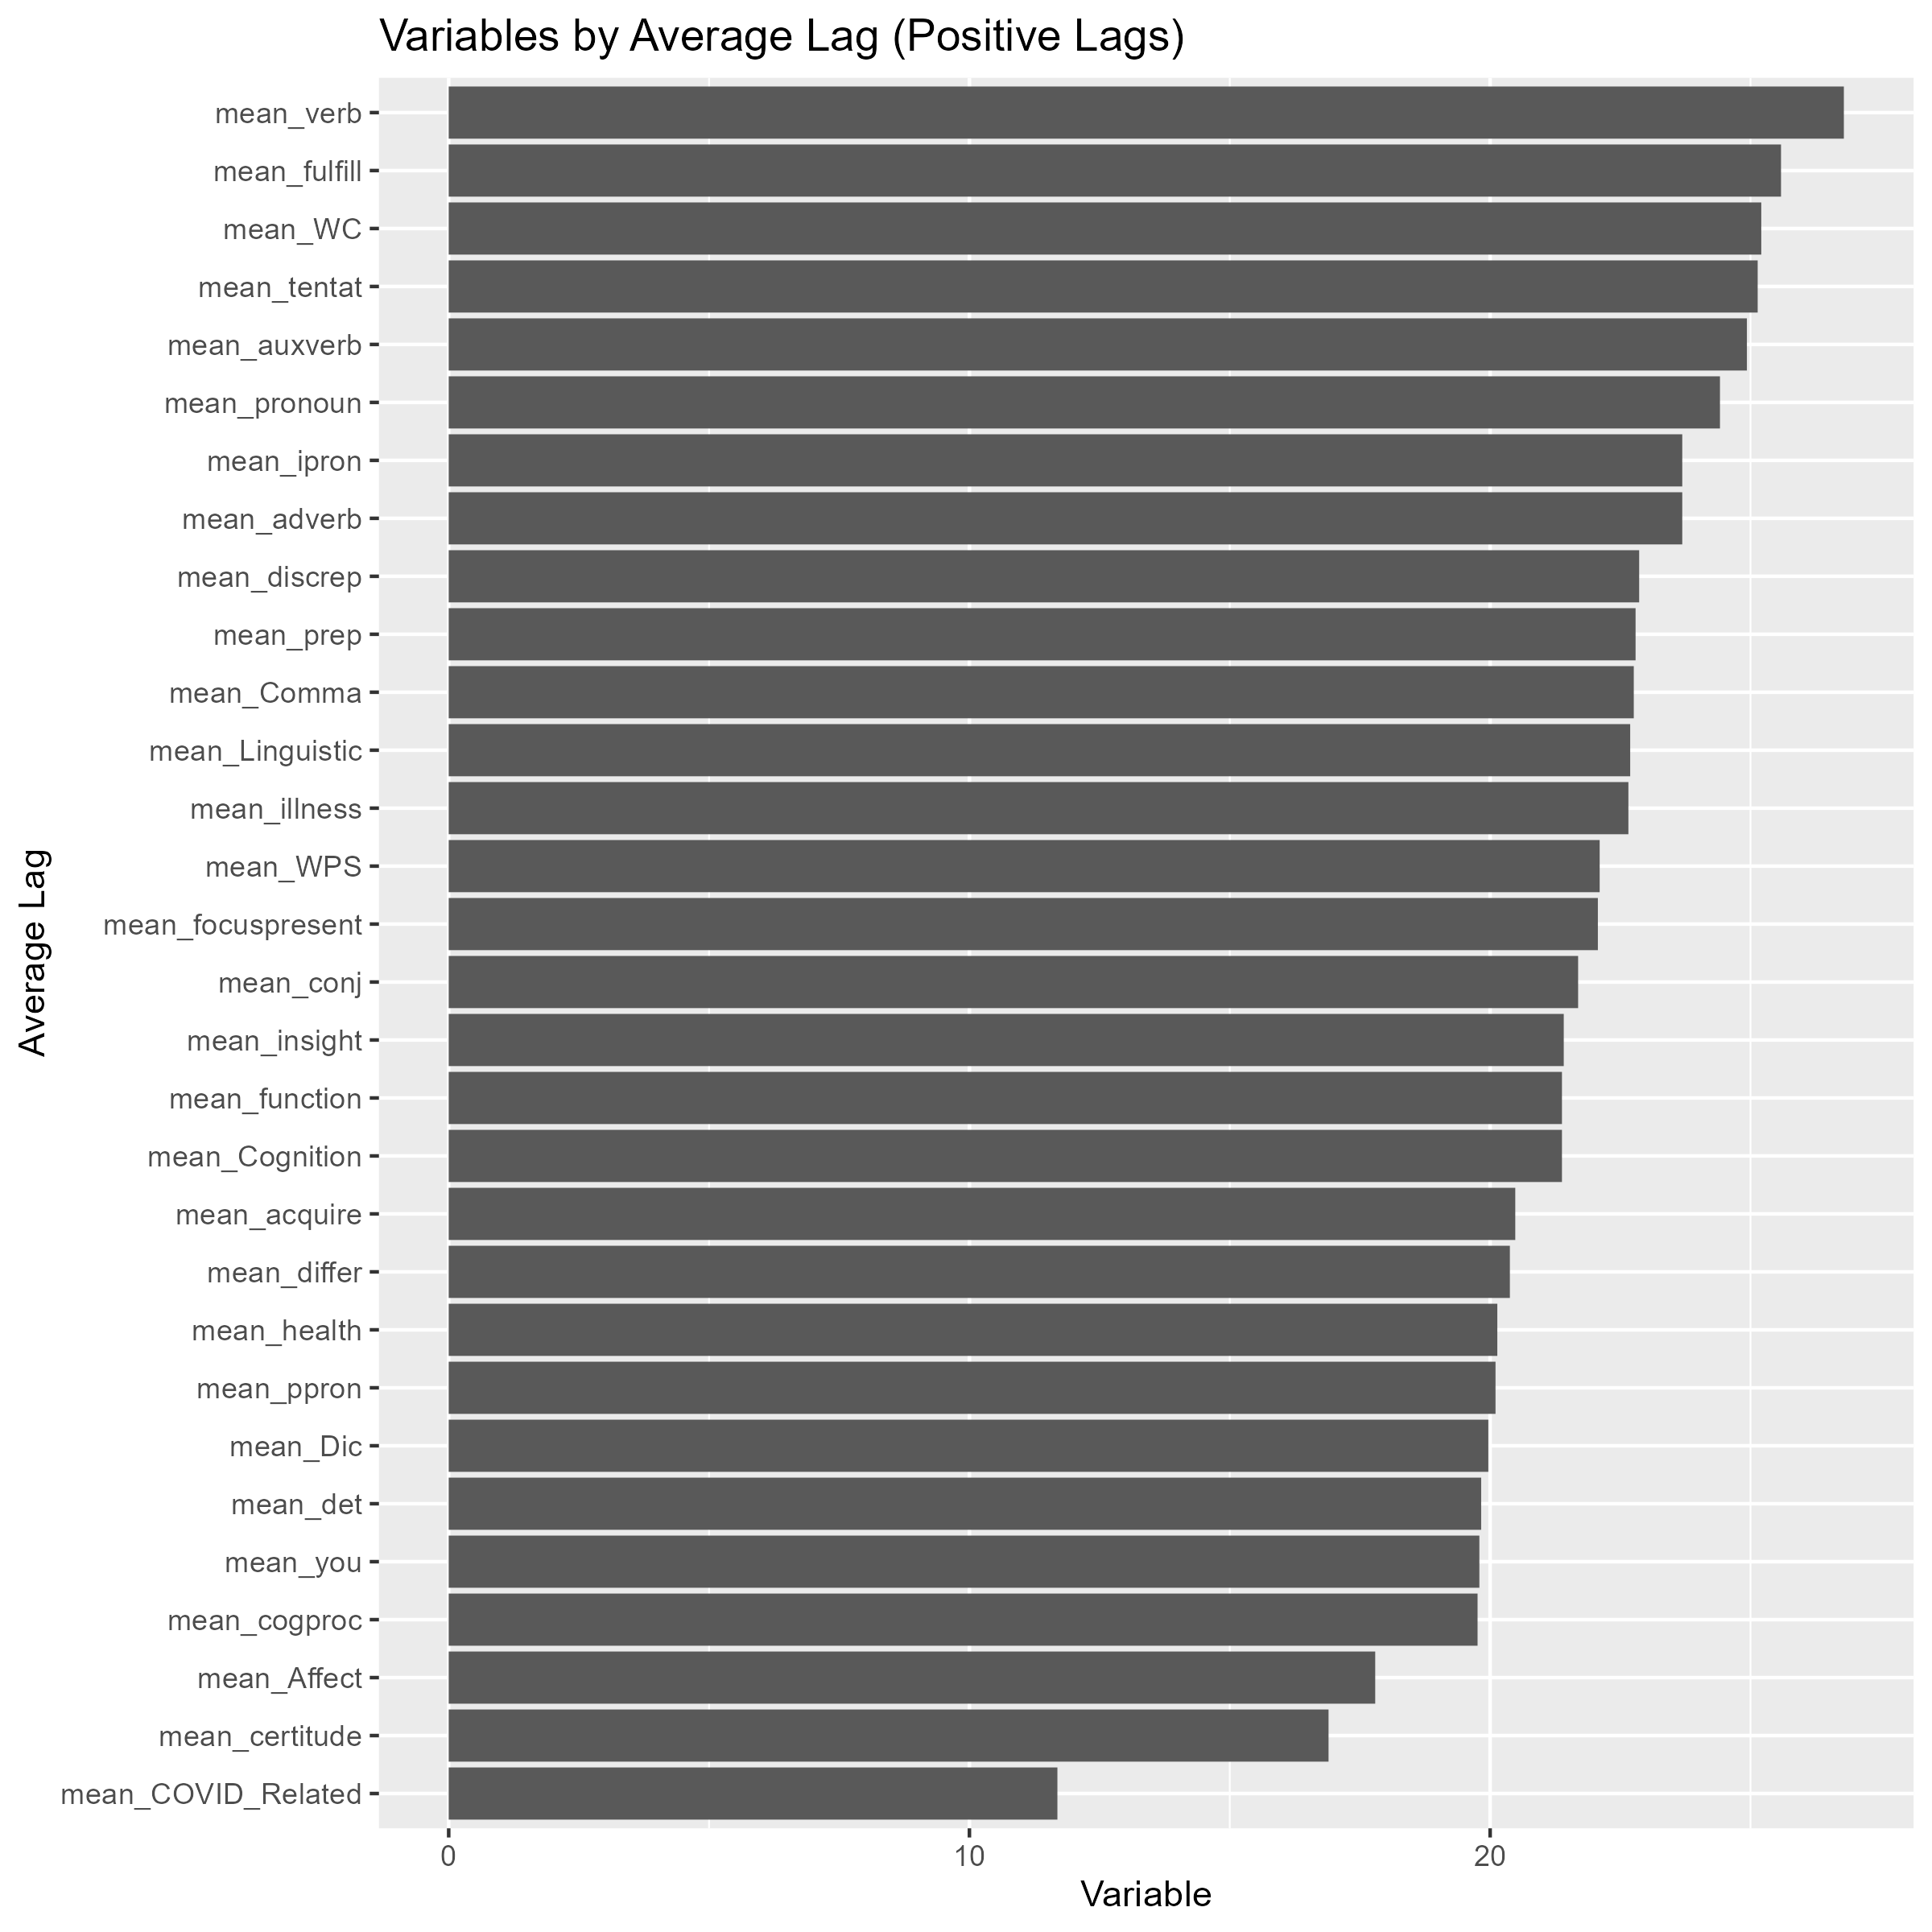 Variables by Average Lag (Positive Lags)
mean_verb
mean_fulfill
mean_WC
mean_tentat
mean_auxverb
mean_pronoun
mean_ipron
mean_adverb
mean_discrep
mean_prep
mean_Comma
mean_Linguistic
mean_illness
mean_WPS
mean_focuspresent
mean_conj
mean_insight
mean_function
mean_Cognition
mean_acquire
mean_differ
mean_health
mean_ppron
mean_Dic
mean_det
mean_you
mean_cogproc
mean_Affect
mean_certitude
mean_COVID_Related
Average Lag
0 10 20
Variable